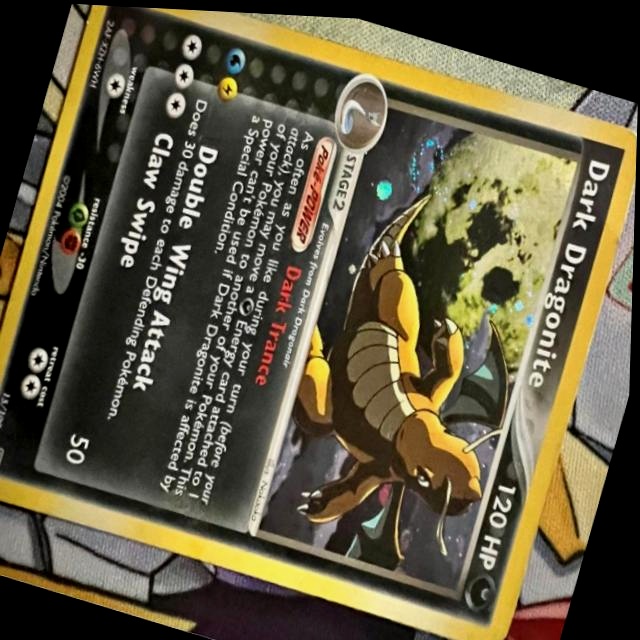 Dark Dragonite 120 HP
STAGE 2 Evolves from Dark Dragonair
POKé-POWER Dark Trance
As often as you like during your turn (before your
attack), you may move a Energy card attached to 1
of your Pokémon to another of your Pokémon. This
power can't be used if Dark Dragonite is affected by
a Special Condition.
Double Wing Attack
Does 30 damage to each Defending Pokémon.
Claw Swipe 50
weakness resistance -30 retreat cost
©2004 Pokémon/Nintendo